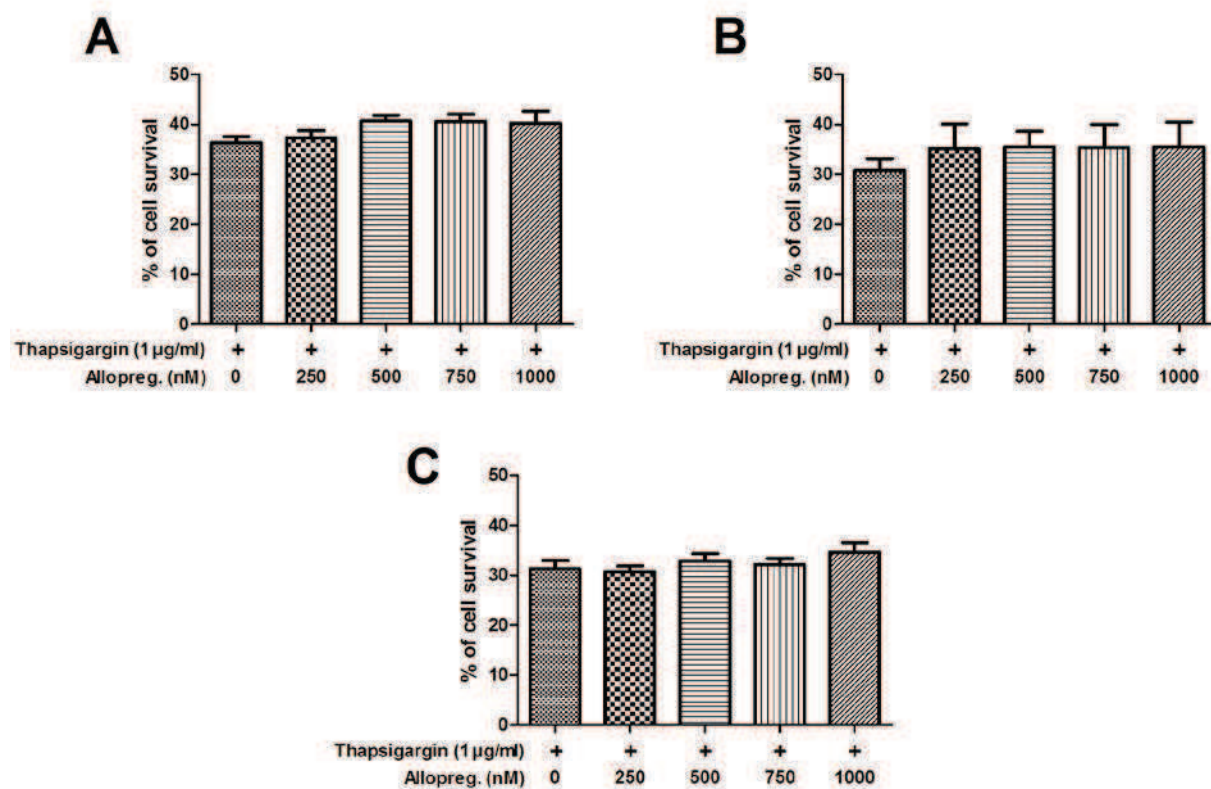 A
% of cell survival
50
40
30
20
10
0
Thapsigargin (1 µg/ml) + + + + +
Allopreg. (nM) 0 250 500 750 1000
B
% of cell survival
50
40
30
20
10
0
Thapsigargin (1 µg/ml) + + + + +
Allopreg. (nM) 0 250 500 750 1000
C
% of cell survival
50
40
30
20
10
0
Thapsigargin (1 µg/ml) + + + + +
Allopreg. (nM) 0 250 500 750 1000